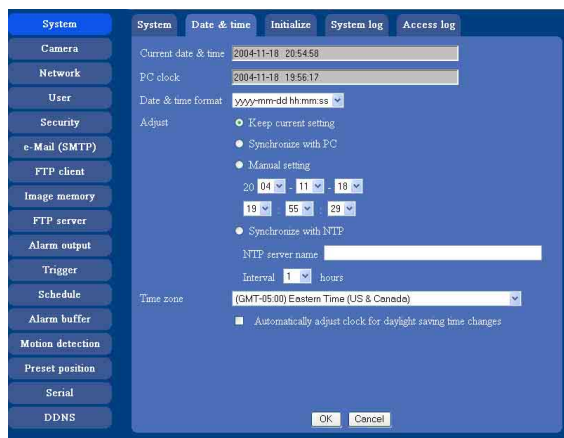 System
Camera
Network
User
Security
e-Mail (SMTP)
FTP client
Image memory
FTP server
Alarm output
Trigger
Schedule
Alarm buffer
Motion detection
Preset position
Serial
DDNS
System Date & time Initialize System log Access log
Current date & time 2004-11-18 20:54:58
PC clock 2004-11-18 19:56:17
Date & time format yyyy-mm-dd hh:mm:ss
Adjust Keep current setting
Synchronize with PC
Manual setting
20 04 - 11 - 18
19 : 55 : 29
Synchronize with NTP
NTP server name
Interval 1 hours
Time zone (GMT-05:00) Eastern Time (US & Canada)
Automatically adjust clock for daylight saving time changes
OK Cancel